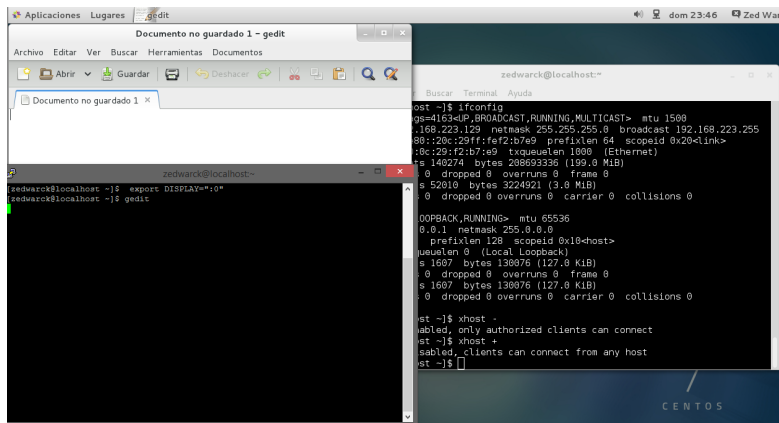 Aplicaciones Lugares gedit dom 23:46 Zed War
Documento no guardado 1 - gedit
Archivo Editar Ver Buscar Herramientas Documentos
Abrir Guardar Deshacer
Documento no guardado 1 ×
zedwarck@localhost:~
[zedwarck@localhost ~]$ export DISPLAY=":0"
[zedwarck@localhost ~]$ gedit
zedwarck@localhost:~
r Buscar Terminal Ayuda
ost ~]$ ifconfig
gs=4163<UP,BROADCAST,RUNNING,MULTICAST> mtu 1500
.168.223.129 netmask 255.255.255.0 broadcast 192.168.223.255
80::20c:29ff:fef2:b7e9 prefixlen 64 scopeid 0x20<link>
:0c:29:f2:b7:e9 txqueuelen 1000 (Ethernet)
ts 140274 bytes 208693336 (199.0 MiB)
0 dropped 0 overruns 0 frame 0
s 52010 bytes 3224921 (3.0 MiB)
0 dropped 0 overruns 0 carrier 0 collisions 0
OOPBACK,RUNNING> mtu 65536
0.0.1 netmask 255.0.0.0
prefixlen 128 scopeid 0x10<host>
ueuelen 0 (Local Loopback)
s 1607 bytes 130076 (127.0 KiB)
0 dropped 0 overruns 0 frame 0
s 1607 bytes 130076 (127.0 KiB)
0 dropped 0 overruns 0 carrier 0 collisions 0
ost ~]$ xhost -
abled, only authorized clients can connect
ost ~]$ xhost +
sabled, clients can connect from any host
ost ~]$
7
CENTOS